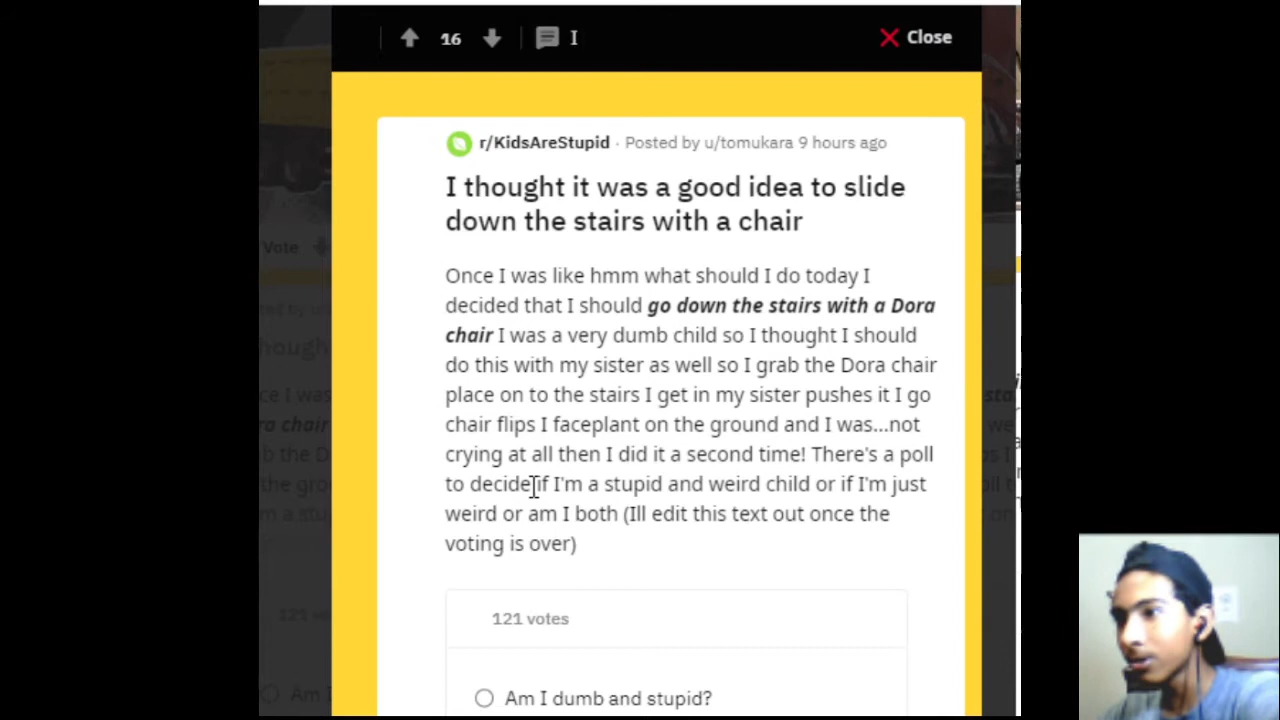 16 I Close
r/KidsAreStupid · Posted by u/tomukara 9 hours ago
I thought it was a good idea to slide
down the stairs with a chair
Once I was like hmm what should I do today I
decided that I should go down the stairs with a Dora
chair I was a very dumb child so I thought I should
do this with my sister as well so I grab the Dora chair
place on to the stairs I get in my sister pushes it I go
chair flips I faceplant on the ground and I was...not
crying at all then I did it a second time! There's a poll
to decide if I'm a stupid and weird child or if I'm just
weird or am I both (Ill edit this text out once the
voting is over)
121 votes
Am I dumb and stupid?
Vote